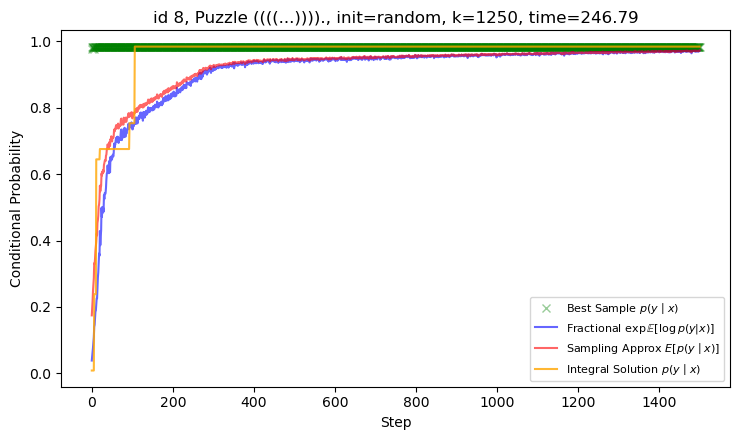 id 8, Puzzle ((((...))))., init=random, k=1250, time=246.79
Conditional Probability
1.0
0.8
0.6
0.4
0.2
0.0
Best Sample p(y | x)
Fractional exp𝔼[log p(y|x)]
Sampling Approx E[p(y | x)]
Integral Solution p(y | x)
0 200 400 600 800 1000 1200 1400
Step